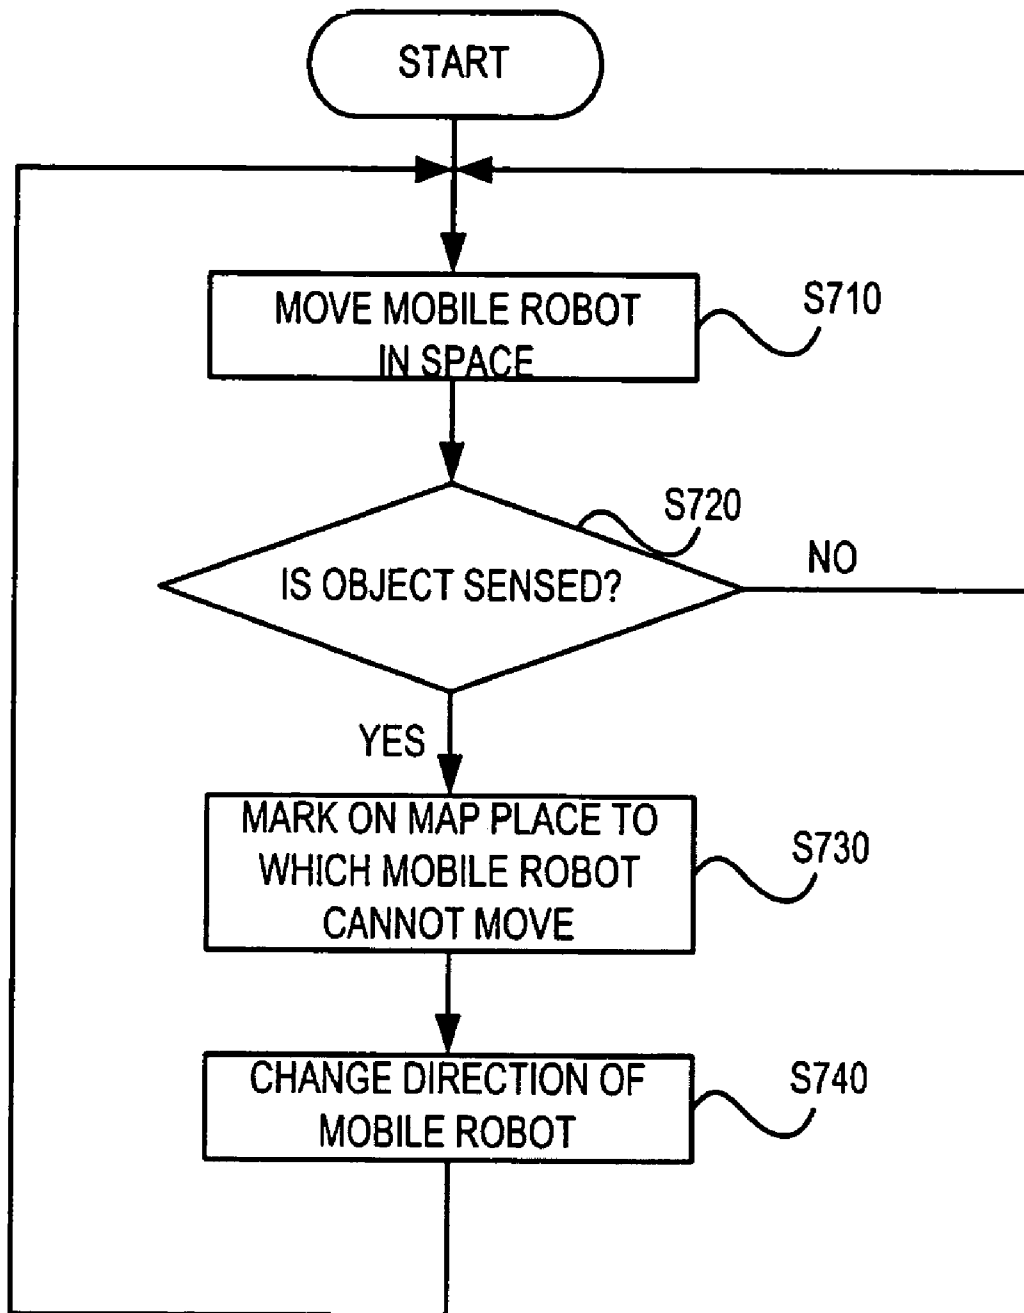 START
MOVE MOBILE ROBOT
IN SPACE
S710
IS OBJECT SENSED?
S720
NO
YES
MARK ON MAP PLACE TO
WHICH MOBILE ROBOT
CANNOT MOVE
S730
CHANGE DIRECTION OF
MOBILE ROBOT
S740